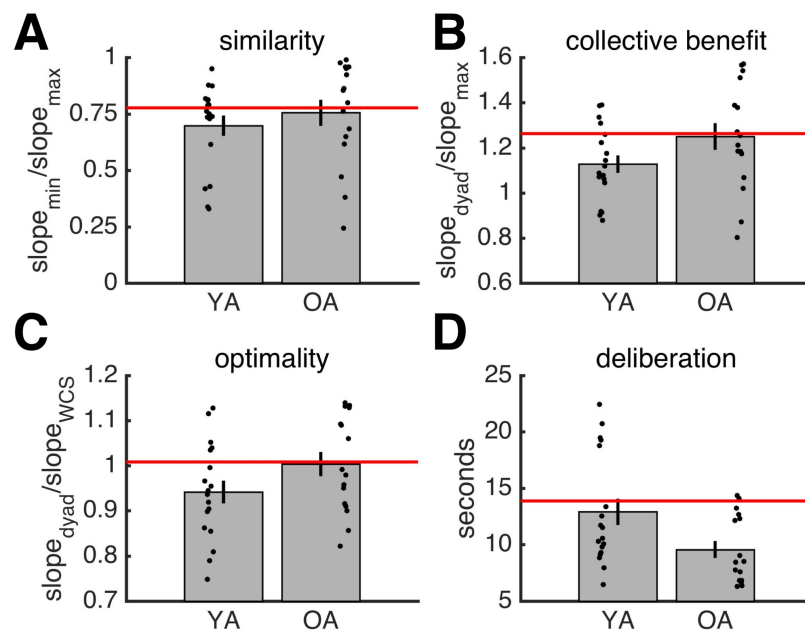 A
similarity
slope_min/slope_max
1
0.75
0.5
0.25
0
YA
OA
B
collective benefit
slope_dyad/slope_max
1.6
1.4
1.2
1
0.8
0.6
YA
OA
C
optimality
slope_dyad/slope_WCS
1.2
1.1
1
0.9
0.8
0.7
YA
OA
D
deliberation
seconds
25
20
15
10
5
YA
OA